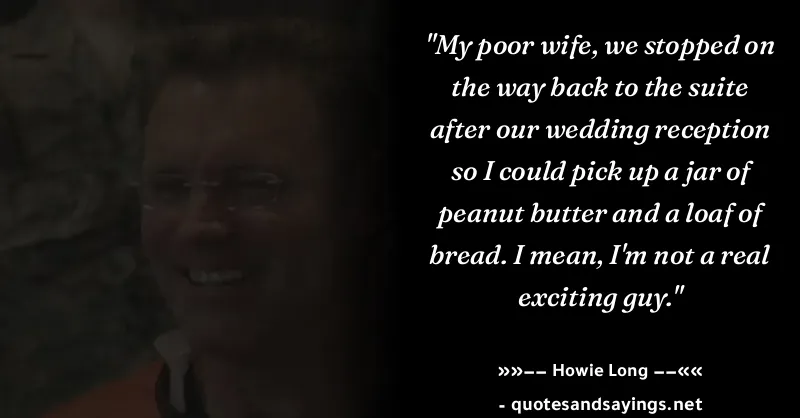 "My poor wife, we stopped on
the way back to the suite
after our wedding reception
so I could pick up a jar of
peanut butter and a loaf of
bread. I mean, I'm not a real
exciting guy."
»»−− Howie Long −−««
- quotesandsayings.net